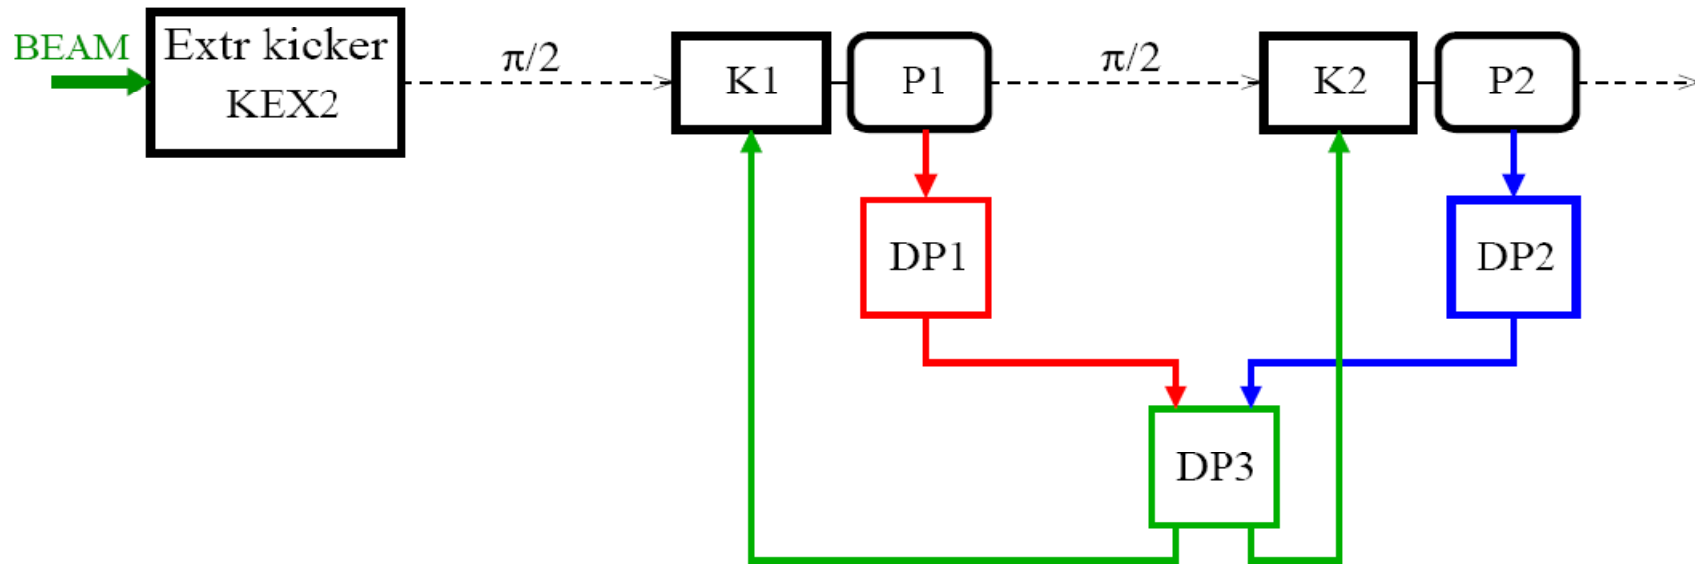 BEAM
Extr kicker
KEX2
π/2
K1
P1
π/2
K2
P2
DP1
DP2
DP3